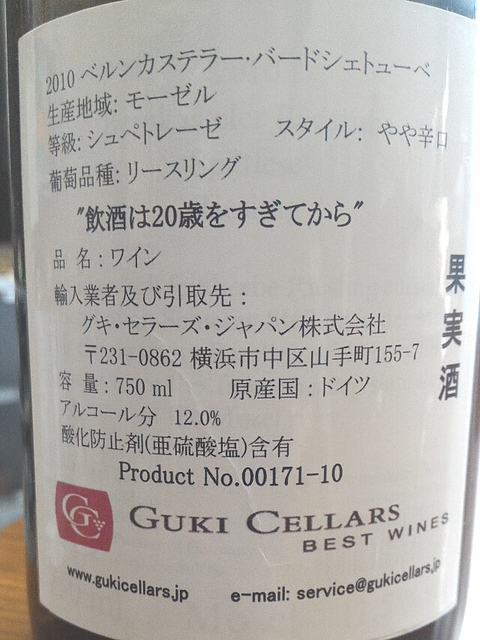 2010 ベルンカステラー・バードシェトューベ
生産地域: モーゼル
等級: シュペトレーゼ スタイル: やや辛口
葡萄品種: リースリング
"飲酒は20歳をすぎてから"
品 名 : ワイン
輸入業者及び引取先 :
グキ・セラーズ・ジャパン株式会社
〒231-0862 横浜市中区山手町155-7
容 量 : 750 ml 原産国 : ドイツ
アルコール分 12.0%
酸化防止剤(亜硫酸塩)含有
Product No.00171-10
果実酒
GC
GUKI CELLARS
BEST WINES
www.gukicellars.jp e-mail: service@gukicellars.jp